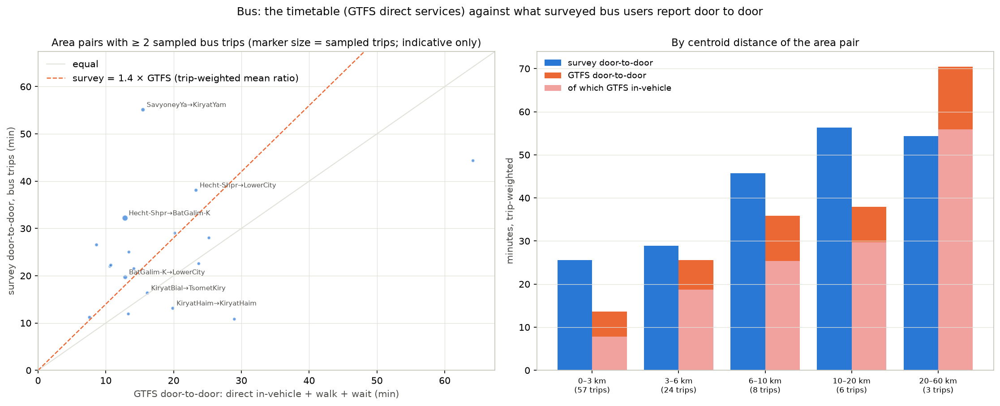 Bus: the timetable (GTFS direct services) against what surveyed bus users report door to door
Area pairs with ≥ 2 sampled bus trips (marker size = sampled trips; indicative only)
equal
survey = 1.4 × GTFS (trip-weighted mean ratio)
SavyoneyYa→KiryatYam
Hecht-Shpr→LowerCity
Hecht-Shpr→BatGalim-K
BatGalim-K→LowerCity
KiryatBial→TsometKiry
KiryatHaim→KiryatHaim
survey door-to-door, bus trips (min)
60
50
40
30
20
10
0
0 10 20 30 40 50 60
GTFS door-to-door: direct in-vehicle + walk + wait (min)
By centroid distance of the area pair
survey door-to-door
GTFS door-to-door
of which GTFS in-vehicle
minutes, trip-weighted
70
60
50
40
30
20
10
0
0–3 km 3–6 km 6–10 km 10–20 km 20–60 km
(57 trips) (24 trips) (8 trips) (6 trips) (3 trips)